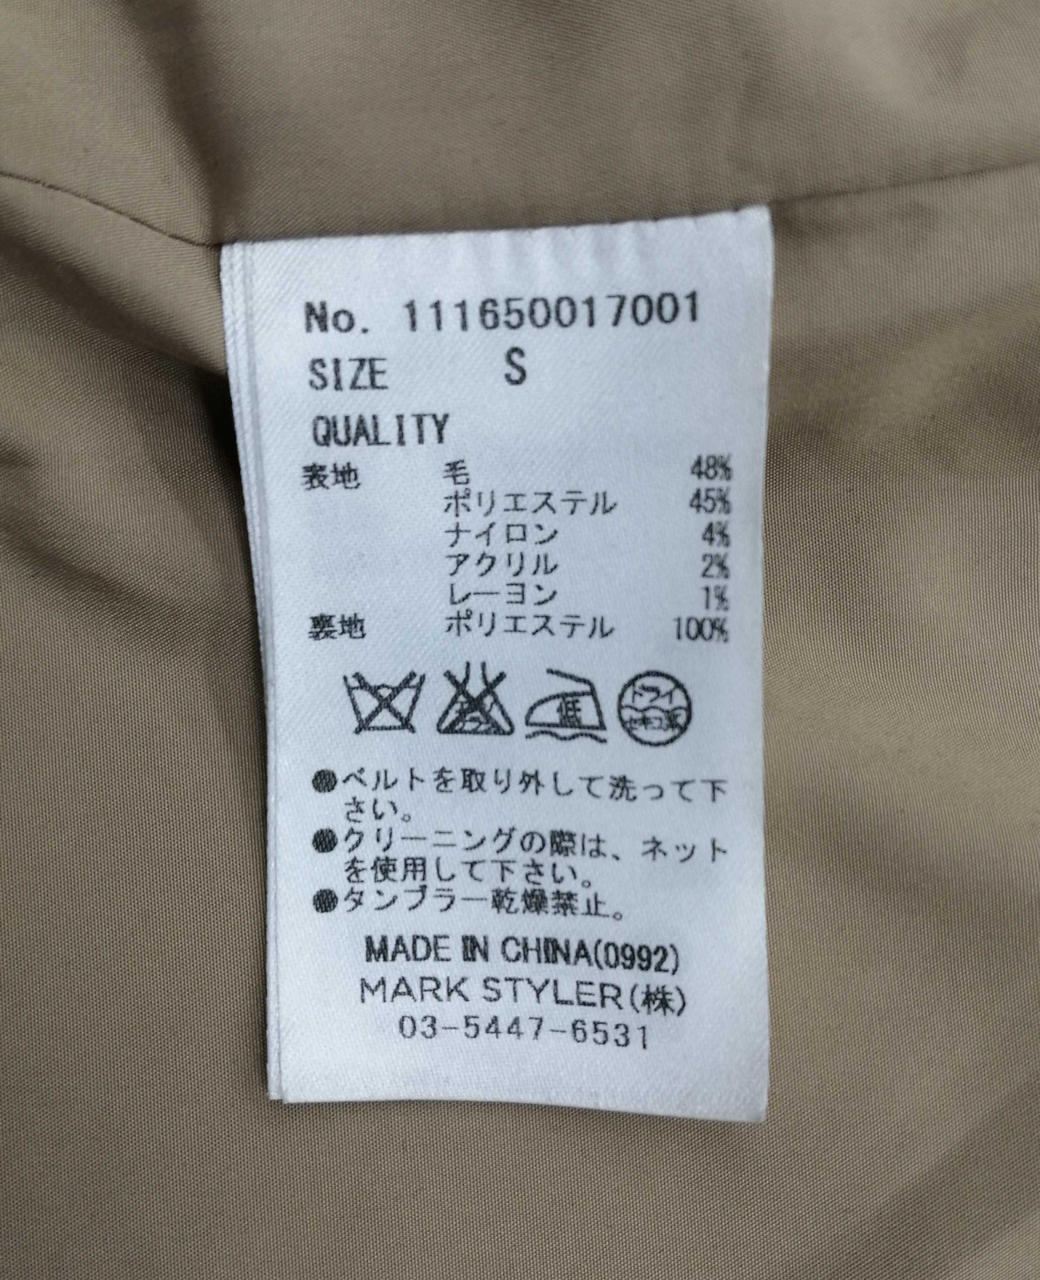 No. 111650017001
SIZE S
QUALITY
表地 毛 48%
ポリエステル 45%
ナイロン 4%
アクリル 2%
レーヨン 1%
裏地 ポリエステル 100%
低 ドライ
セキユ系
●ベルトを取り外して洗って下
さい。
●クリーニングの際は、ネット
を使用して下さい。
●タンブラー乾燥禁止。
MADE IN CHINA(0992)
MARK STYLER(株)
03-5447-6531